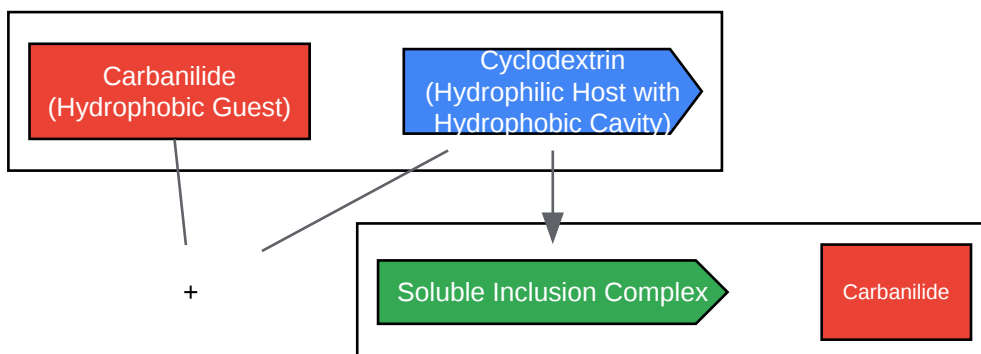 Carbanilide
(Hydrophobic Guest)
Cyclodextrin
(Hydrophilic Host with
Hydrophobic Cavity)
+
Soluble Inclusion Complex
Carbanilide